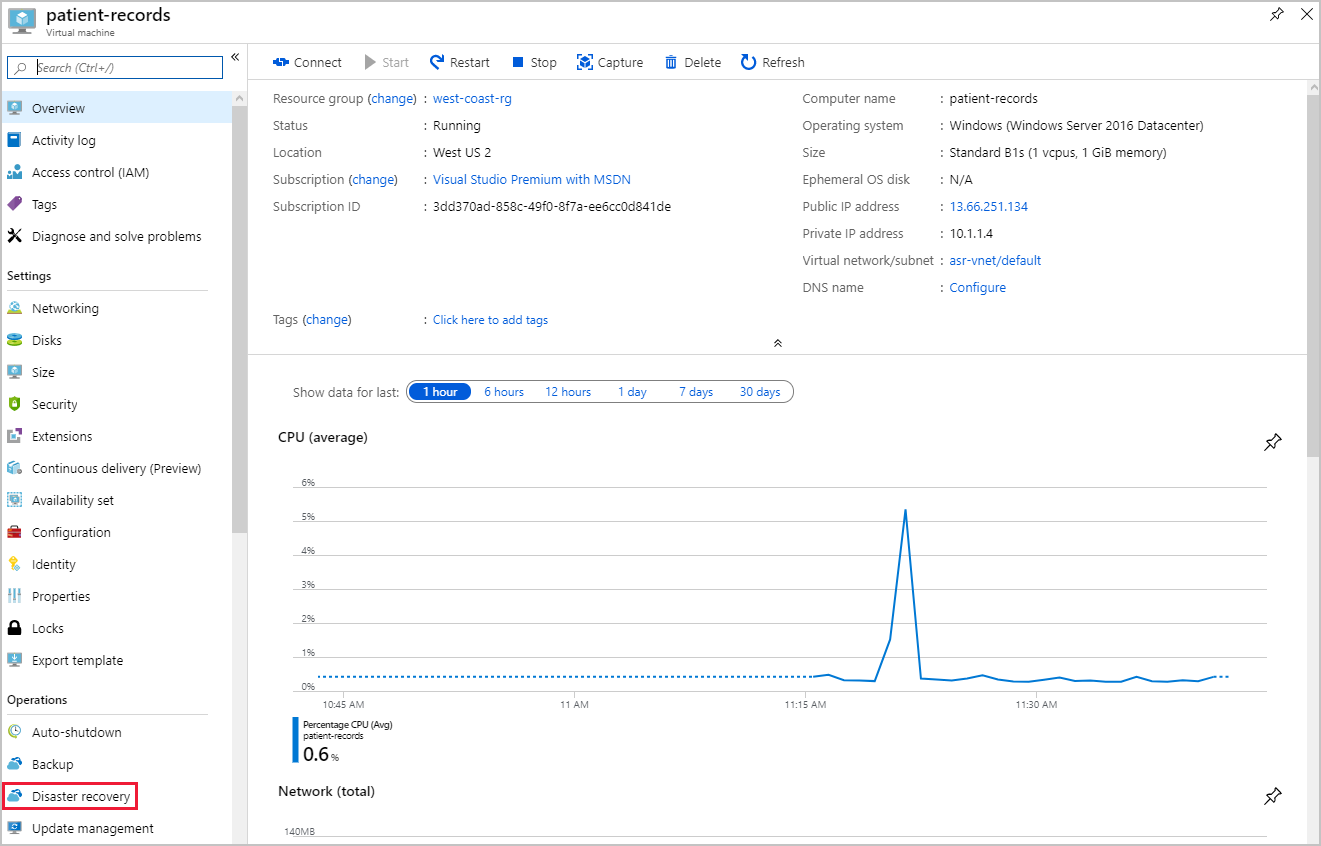 patient-records
Virtual machine
Search (Ctrl+/)
«
Overview
Activity log
Access control (IAM)
Tags
Diagnose and solve problems
Settings
Networking
Disks
Size
Security
Extensions
Continuous delivery (Preview)
Availability set
Configuration
Identity
Properties
Locks
Export template
Operations
Auto-shutdown
Backup
Disaster recovery
Update management
Connect Start Restart Stop Capture Delete Refresh
Resource group (change) : west-coast-rg
Status : Running
Location : West US 2
Subscription (change) : Visual Studio Premium with MSDN
Subscription ID : 3dd370ad-858c-49f0-8f7a-ee6cc0d841de
Computer name : patient-records
Operating system : Windows (Windows Server 2016 Datacenter)
Size : Standard B1s (1 vcpus, 1 GiB memory)
Ephemeral OS disk : N/A
Public IP address : 13.66.251.134
Private IP address : 10.1.1.4
Virtual network/subnet : asr-vnet/default
DNS name : Configure
Tags (change) : Click here to add tags
Show data for last: 1 hour 6 hours 12 hours 1 day 7 days 30 days
CPU (average)
6%
5%
4%
3%
2%
1%
0%
10:45 AM 11 AM 11:15 AM 11:30 AM
Percentage CPU (Avg)
patient-records
0.6 %
Network (total)
140MB